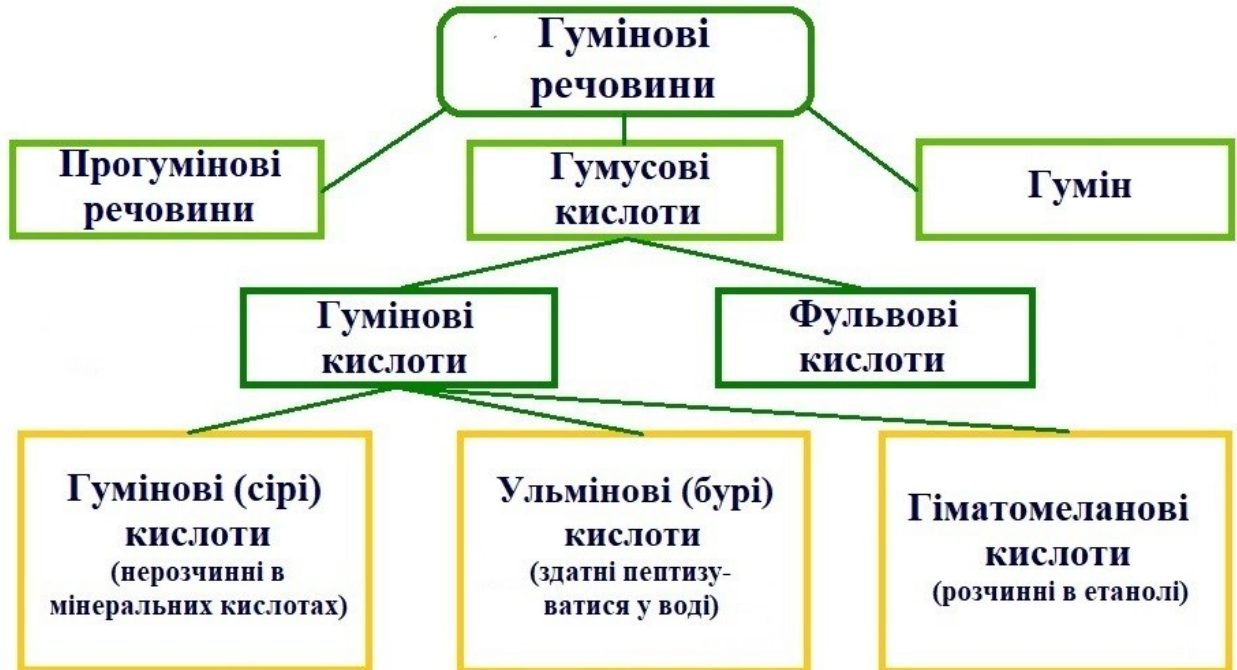 Гумінові
речовини
Прогумінові
речовини
Гумусові
кислоти
Гумін
Гумінові
кислоти
Фульвові
кислоти
Гумінові (сірі)
кислоти
(нерозчинні в
мінеральних кислотах)
Ульмінові (бурі)
кислоти
(здатні пептизу-
ватися у воді)
Гіматомеланові
кислоти
(розчинні в етанолі)